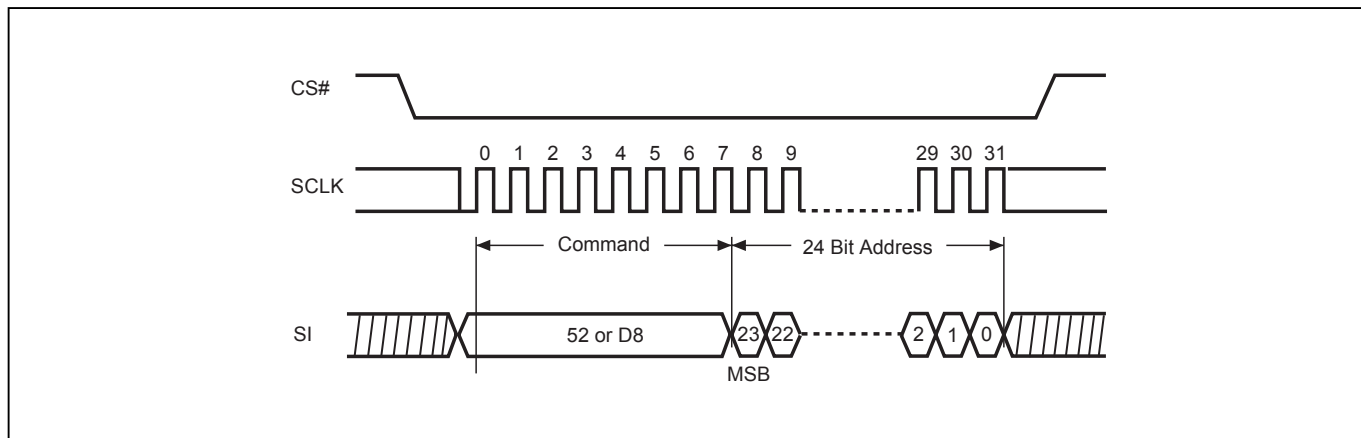 CS#
0 1 2 3 4 5 6 7 8 9 29 30 31
SCLK
Command 24 Bit Address
SI 52 or D8 23 22 2 1 0
MSB